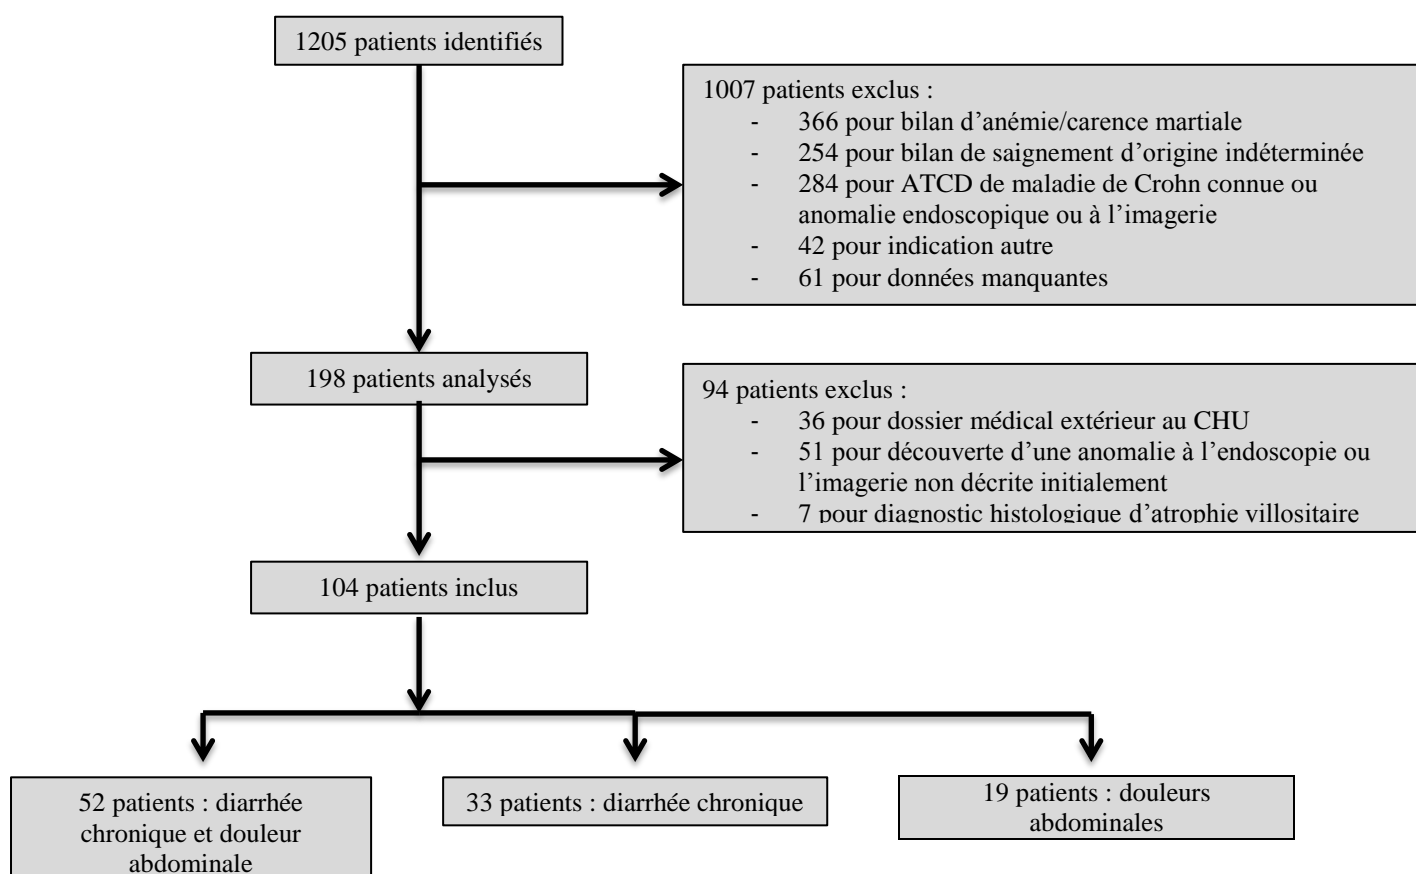 1205 patients identifiés
1007 patients exclus :
- 366 pour bilan d’anémie/carence martiale
- 254 pour bilan de saignement d’origine indéterminée
- 284 pour ATCD de maladie de Crohn connue ou
anomalie endoscopique ou à l’imagerie
- 42 pour indication autre
- 61 pour données manquantes
198 patients analysés
94 patients exclus :
- 36 pour dossier médical extérieur au CHU
- 51 pour découverte d’une anomalie à l’endoscopie ou
l’imagerie non décrite initialement
- 7 pour diagnostic histologique d’atrophie villositaire
104 patients inclus
52 patients : diarrhée
chronique et douleur
abdominale
33 patients : diarrhée chronique
19 patients : douleurs
abdominales